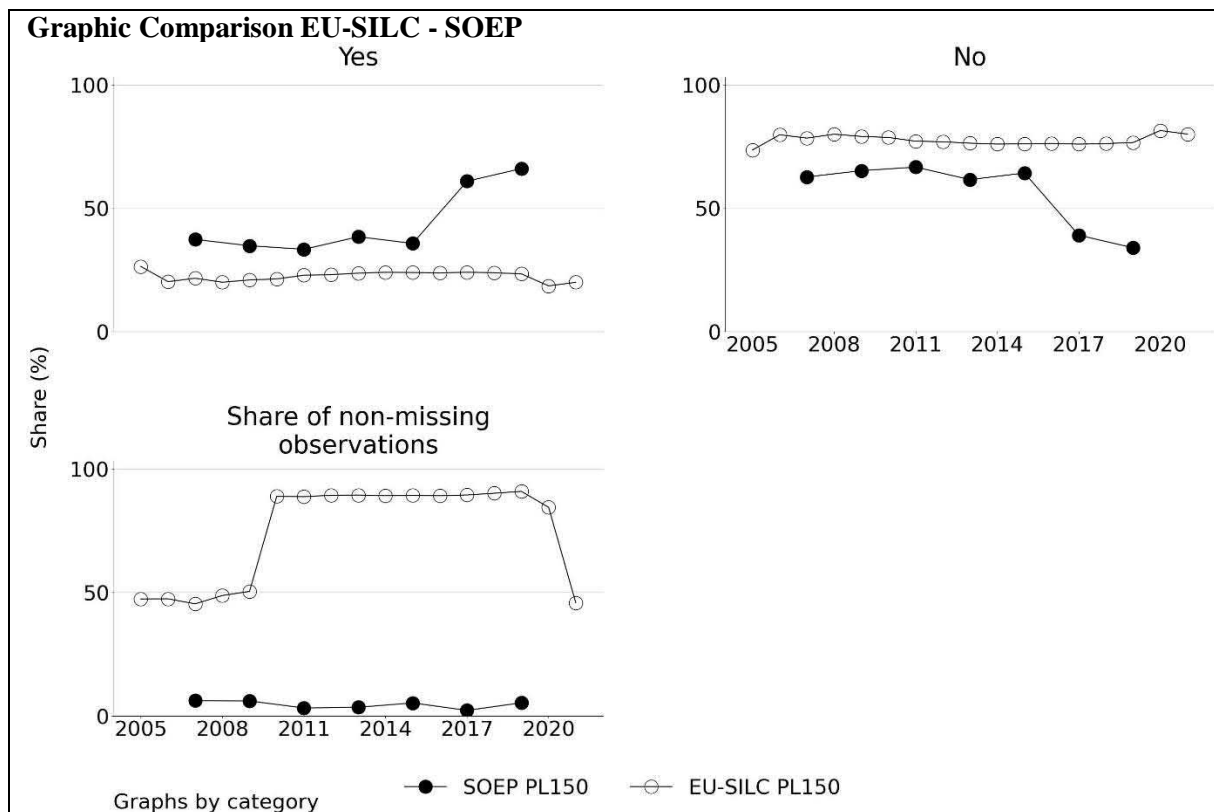 Graphic Comparison EU-SILC - SOEP
Yes
No
100
50
0
100
50
0
2005 2008 2011 2014 2017 2020
Share (%)
Share of non-missing
observations
100
50
0
2005 2008 2011 2014 2017 2020
SOEP PL150 EU-SILC PL150
Graphs by category